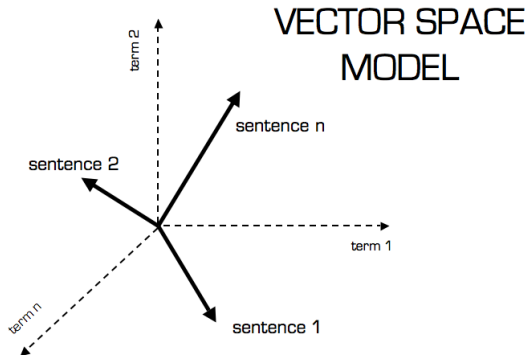 VECTOR SPACE
MODEL
term 2
sentence n
sentence 2
term 1
term n
sentence 1